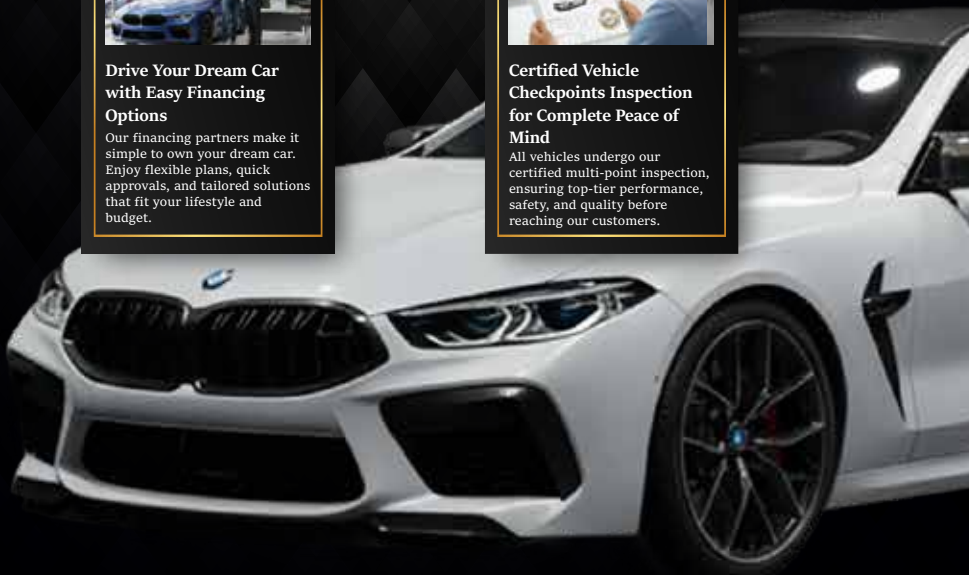 Drive Your Dream Car
with Easy Financing
Options
Our financing partners make it
simple to own your dream car.
Enjoy flexible plans, quick
approvals, and tailored solutions
that fit your lifestyle and
budget.
Certified Vehicle
Checkpoints Inspection
for Complete Peace of
Mind
All vehicles undergo our
certified multi-point inspection,
ensuring top-tier performance,
safety, and quality before
reaching our customers.